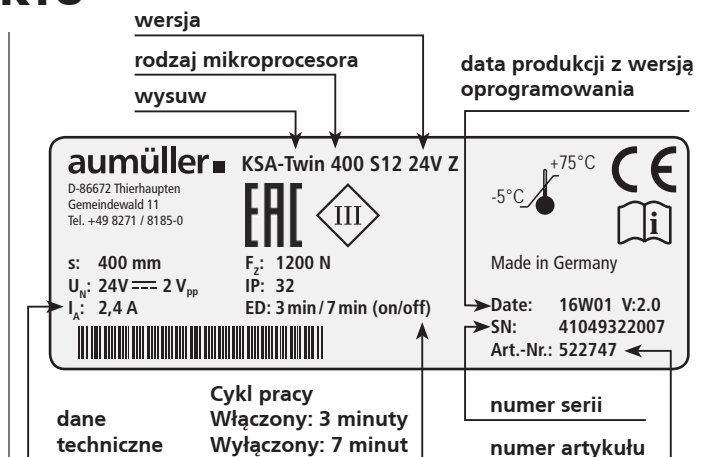 wersja
rodzaj mikroprocesora
wysuw
data produkcji z wersją
oprogramowania
aumüller
KSA-Twin 400 S12 24V Z
D-86672 Thierhaupten
Gemeindewald 11
Tel. +49 8271 / 8185-0
EAC
III
+75°C
-5°C
CE
i
s: 400 mm
U_N: 24V ⎓ 2 V_pp
I_A: 2,4 A
F_Z: 1200 N
IP: 32
ED: 3 min / 7 min (on/off)
Made in Germany
Date: 16W01 V:2.0
SN: 41049322007
Art.-Nr.: 522747
dane
techniczne
Cykl pracy
Włączony: 3 minuty
Wyłączony: 7 minut
numer serii
numer artykułu